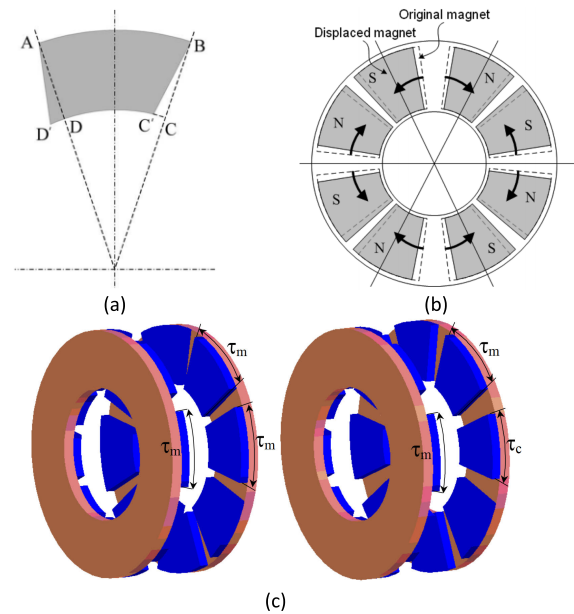 A
B
D'
D
C'
C
(a)
Original magnet
Displaced magnet
S
N
N
S
S
N
N
S
(b)
τm
τm
τm
τm
τm
τc
(c)